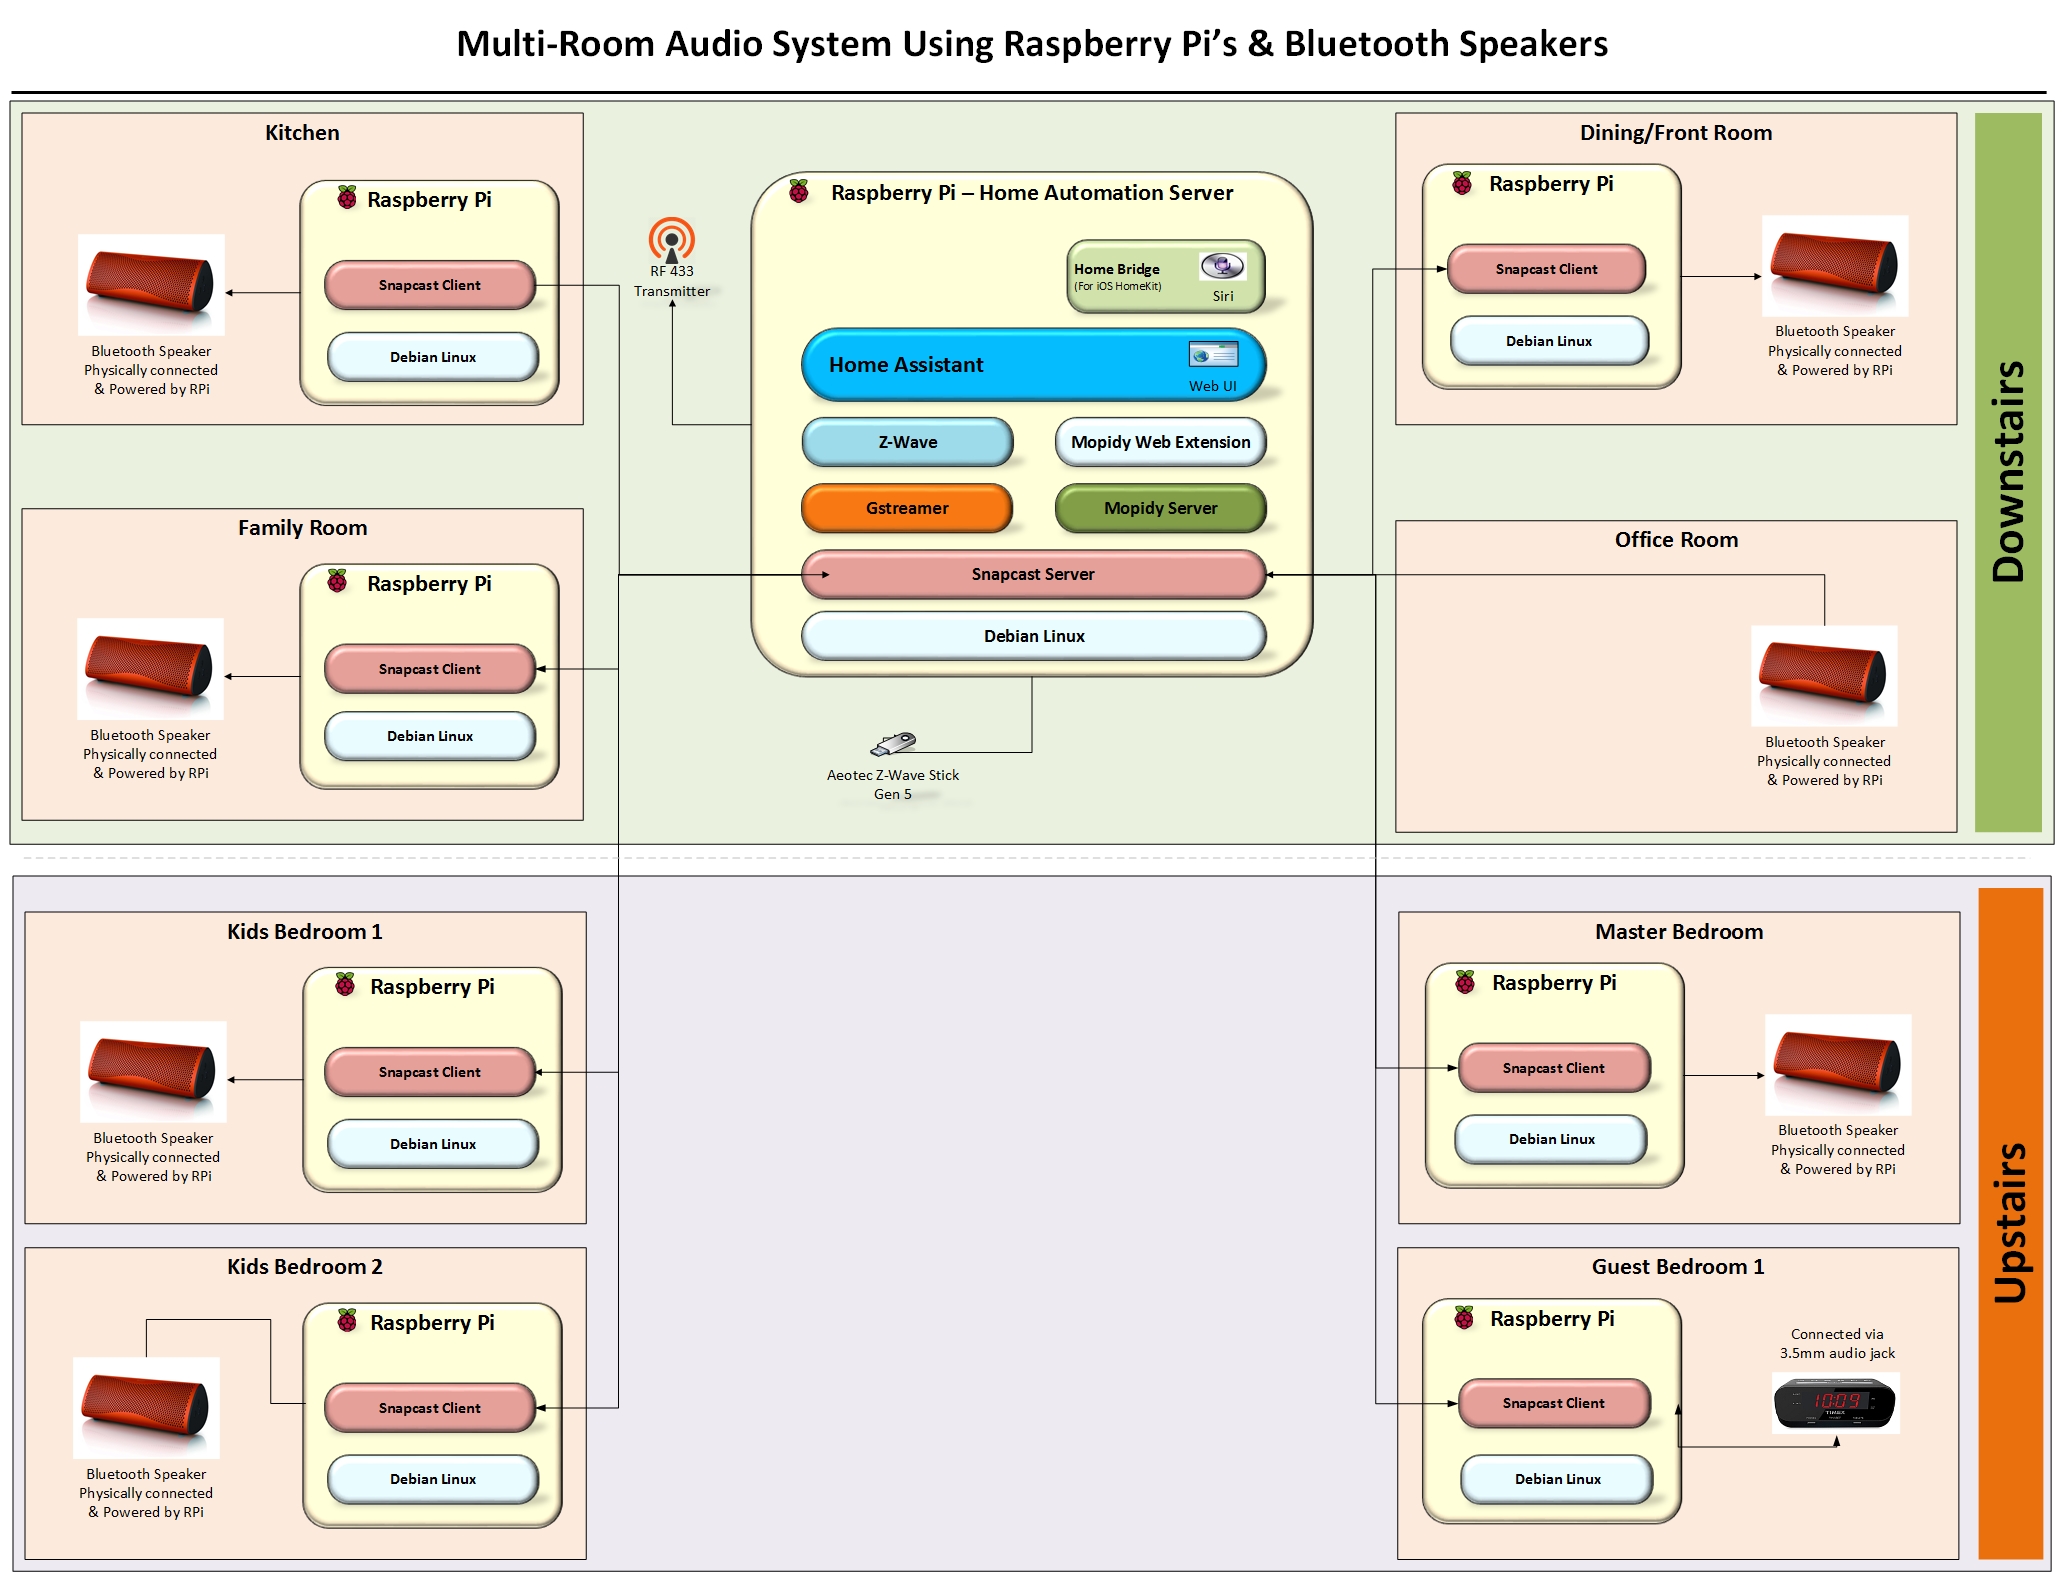 Multi-Room Audio System Using Raspberry Pi’s & Bluetooth Speakers
Kitchen
Raspberry Pi
Snapcast Client
Debian Linux
Bluetooth Speaker
Physically connected
& Powered by RPi
RF 433
Transmitter
Raspberry Pi – Home Automation Server
Home Bridge
(For iOS HomeKit)
Siri
Home Assistant
Web UI
Z-Wave
Mopidy Web Extension
Gstreamer
Mopidy Server
Snapcast Server
Debian Linux
Aeotec Z-Wave Stick
Gen 5
Dining/Front Room
Raspberry Pi
Snapcast Client
Debian Linux
Bluetooth Speaker
Physically connected
& Powered by RPi
Downstairs
Family Room
Raspberry Pi
Snapcast Client
Debian Linux
Bluetooth Speaker
Physically connected
& Powered by RPi
Office Room
Bluetooth Speaker
Physically connected
& Powered by RPi
Kids Bedroom 1
Raspberry Pi
Snapcast Client
Debian Linux
Bluetooth Speaker
Physically connected
& Powered by RPi
Master Bedroom
Raspberry Pi
Snapcast Client
Debian Linux
Bluetooth Speaker
Physically connected
& Powered by RPi
Upstairs
Kids Bedroom 2
Raspberry Pi
Snapcast Client
Debian Linux
Bluetooth Speaker
Physically connected
& Powered by RPi
Guest Bedroom 1
Raspberry Pi
Snapcast Client
Debian Linux
Connected via
3.5mm audio jack
10:09
TIMEX